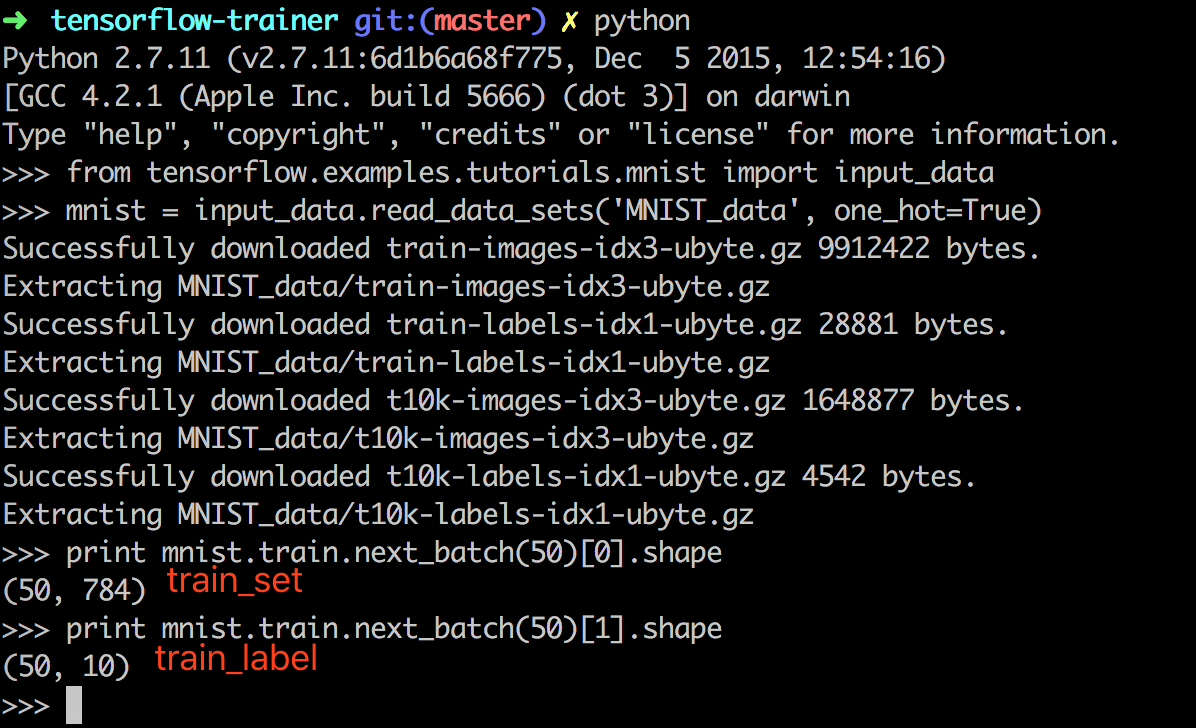 ➜ tensorflow-trainer git:(master) ✗ python
Python 2.7.11 (v2.7.11:6d1b6a68f775, Dec  5 2015, 12:54:16)
[GCC 4.2.1 (Apple Inc. build 5666) (dot 3)] on darwin
Type "help", "copyright", "credits" or "license" for more information.
>>> from tensorflow.examples.tutorials.mnist import input_data
>>> mnist = input_data.read_data_sets('MNIST_data', one_hot=True)
Successfully downloaded train-images-idx3-ubyte.gz 9912422 bytes.
Extracting MNIST_data/train-images-idx3-ubyte.gz
Successfully downloaded train-labels-idx1-ubyte.gz 28881 bytes.
Extracting MNIST_data/train-labels-idx1-ubyte.gz
Successfully downloaded t10k-images-idx3-ubyte.gz 1648877 bytes.
Extracting MNIST_data/t10k-images-idx3-ubyte.gz
Successfully downloaded t10k-labels-idx1-ubyte.gz 4542 bytes.
Extracting MNIST_data/t10k-labels-idx1-ubyte.gz
>>> print mnist.train.next_batch(50)[0].shape
(50, 784) train_set
>>> print mnist.train.next_batch(50)[1].shape
(50, 10) train_label
>>>